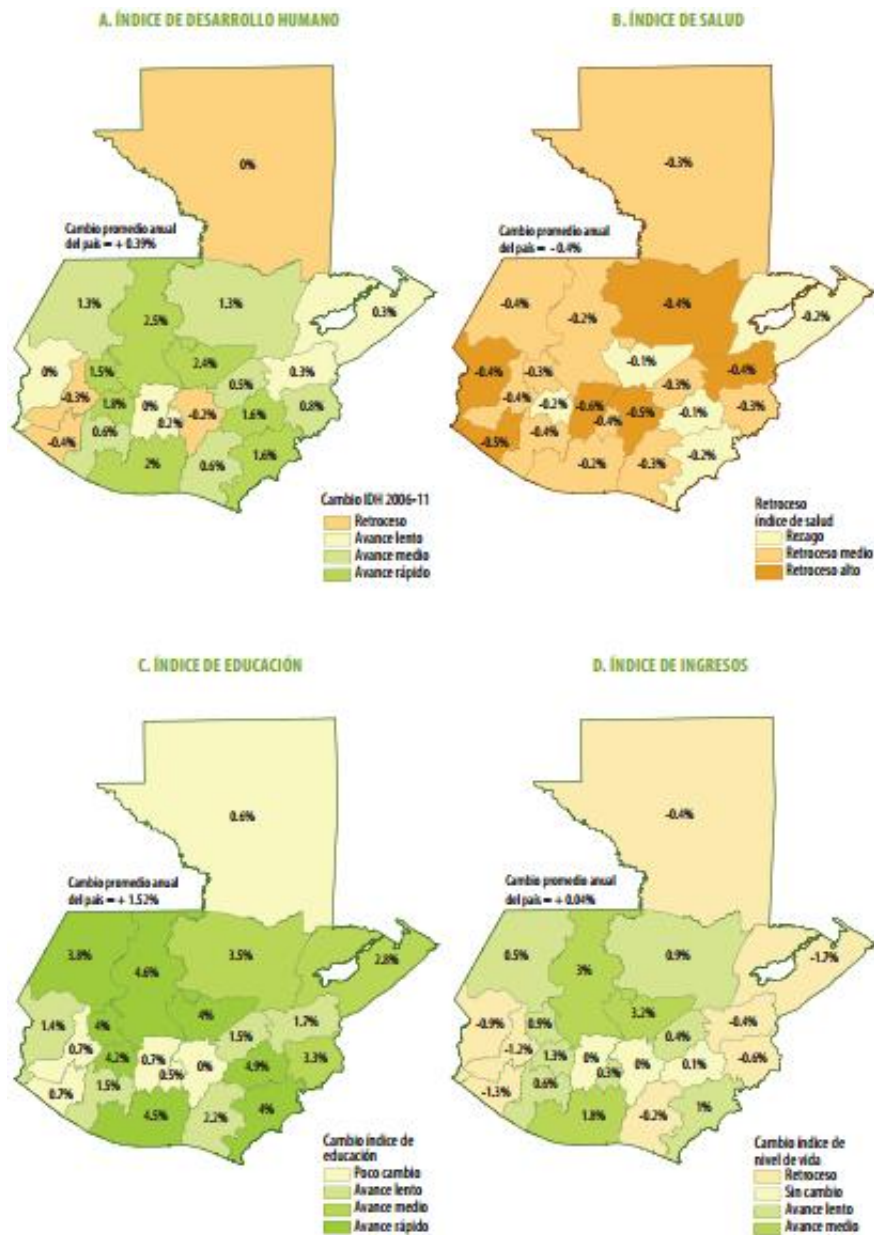 A. ÍNDICE DE DESARROLLO HUMANO
0%
Cambio promedio anual
del país = + 0.39%
1.3%
2.5%
1.3%
0.3%
0%
1.5%
2.4%
0.3%
0.5%
-0.3%
1.8%
0%
0.2%
-0.2%
1.6%
0.8%
-0.4%
0.6%
2%
0.6%
1.6%
Cambio IDH 2006-11
Retroceso
Avance lento
Avance medio
Avance rápido
B. ÍNDICE DE SALUD
-0.3%
Cambio promedio anual
del país = - 0.4%
-0.4%
-0.2%
-0.4%
-0.2%
-0.4%
-0.3%
-0.1%
-0.4%
-0.3%
-0.4%
-0.2%
-0.6%
-0.4%
-0.5%
-0.1%
-0.3%
-0.5%
-0.4%
-0.2%
-0.3%
-0.2%
Retroceso
índice de salud
Rezago
Retroceso medio
Retroceso alto
C. ÍNDICE DE EDUCACIÓN
0.6%
Cambio promedio anual
del país = + 1.52%
3.8%
4.6%
3.5%
2.8%
1.4%
4%
4%
1.7%
1.5%
0.7%
4.2%
0.7%
0.5%
0%
4.9%
3.3%
0.7%
1.5%
4.5%
2.2%
4%
Cambio índice de
educación
Poco cambio
Avance lento
Avance medio
Avance rápido
D. ÍNDICE DE INGRESOS
-0.4%
Cambio promedio anual
del país = + 0.04%
0.5%
3%
0.9%
-1.7%
-0.9%
0.9%
3.2%
-0.4%
0.4%
-1.2%
1.3%
0%
0.3%
0%
0.1%
-0.6%
-1.3%
0.6%
1.8%
-0.2%
1%
Cambio índice de
nivel de vida
Retroceso
Sin cambio
Avance lento
Avance medio